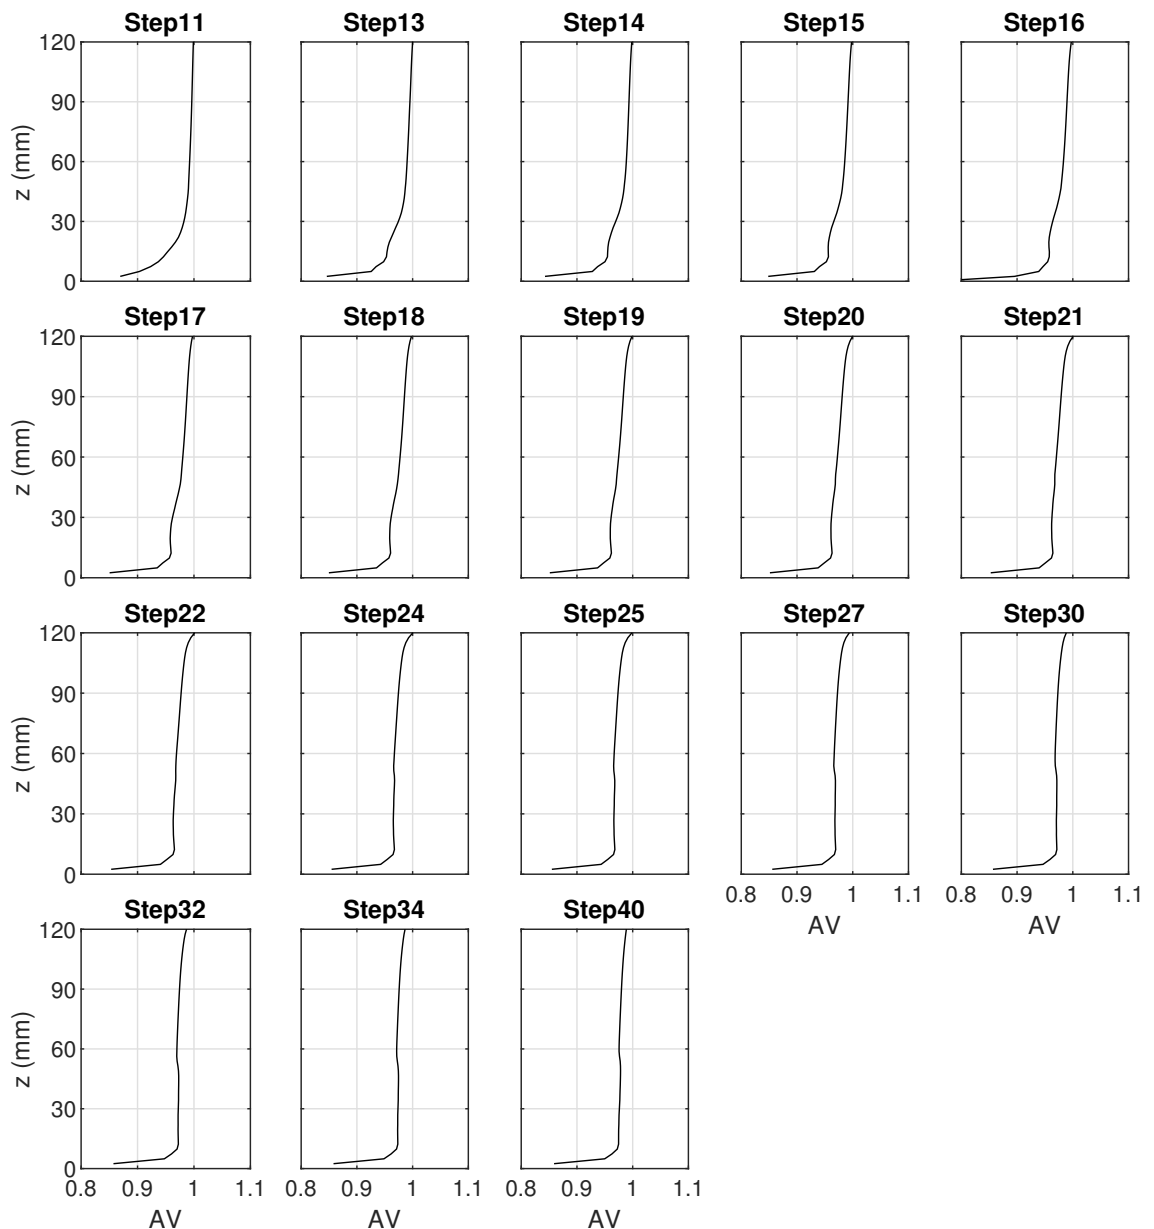 Step11 Step13 Step14 Step15 Step16
120
90
60
30
0
z (mm)
Step17 Step18 Step19 Step20 Step21
120
90
60
30
0
z (mm)
Step22 Step24 Step25 Step27 Step30
120
90
60
30
0
z (mm)
0.8 0.9 1 1.1 0.8 0.9 1 1.1
AV AV
Step32 Step34 Step40
120
90
60
30
0
z (mm)
0.8 0.9 1 1.1 0.8 0.9 1 1.1 0.8 0.9 1 1.1
AV AV AV